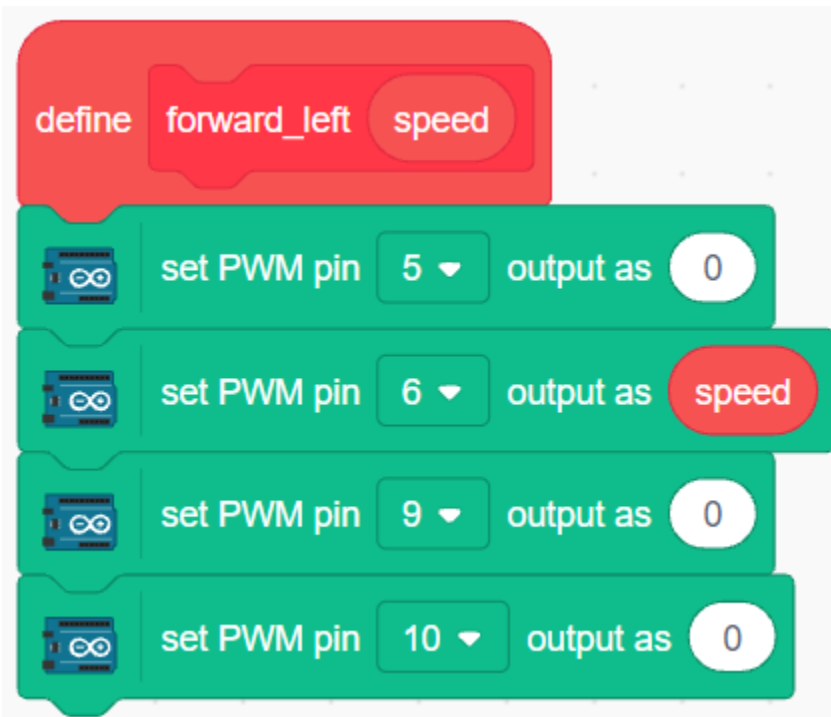 define forward_left speed
set PWM pin 5 output as 0
set PWM pin 6 output as speed
set PWM pin 9 output as 0
set PWM pin 10 output as 0